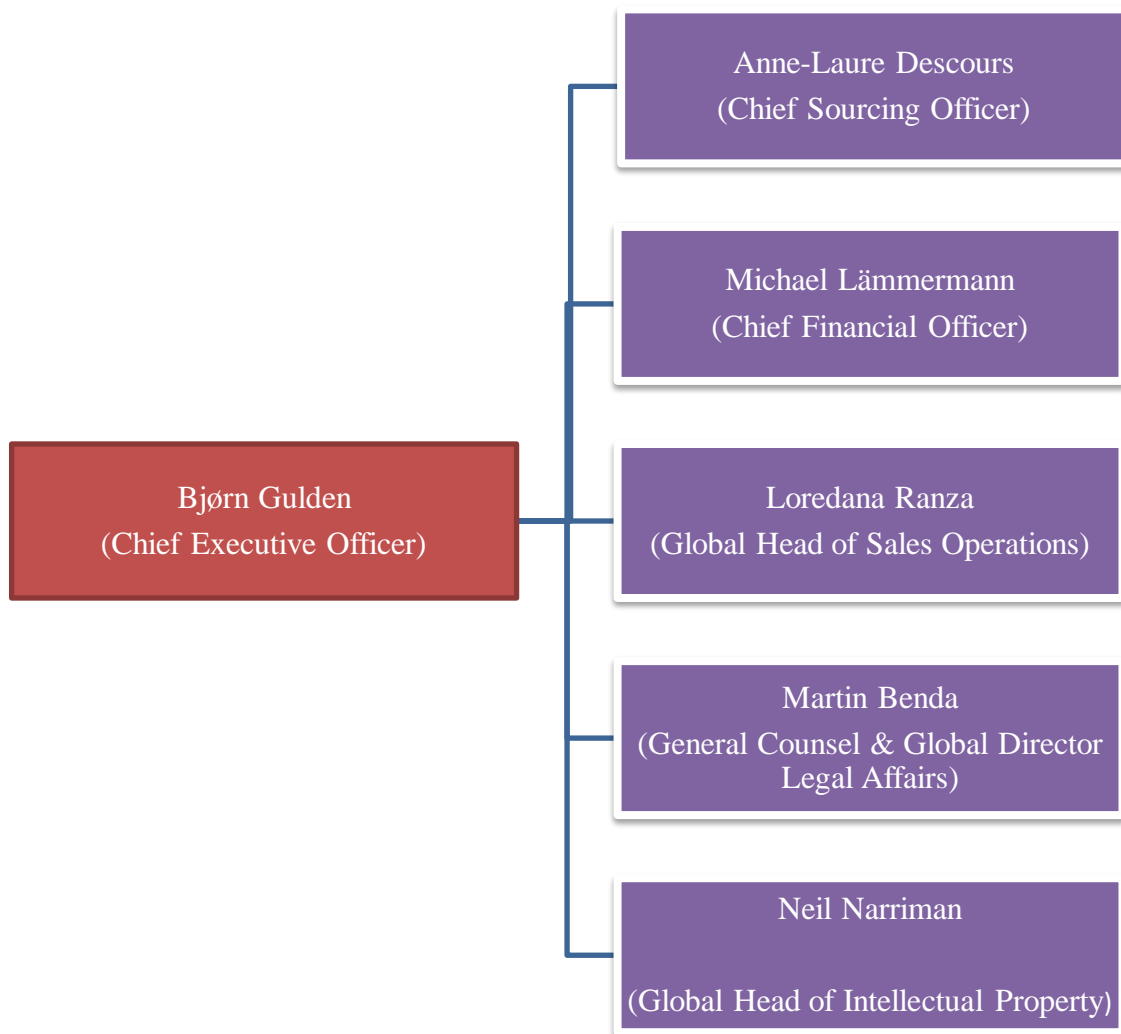 Anne-Laure Descours
(Chief Sourcing Officer)
Michael Lämmermann
(Chief Financial Officer)
Bjørn Gulden
(Chief Executive Officer)
Loredana Ranza
(Global Head of Sales Operations)
Martin Benda
(General Counsel & Global Director
Legal Affairs)
Neil Narriman
(Global Head of Intellectual Property)